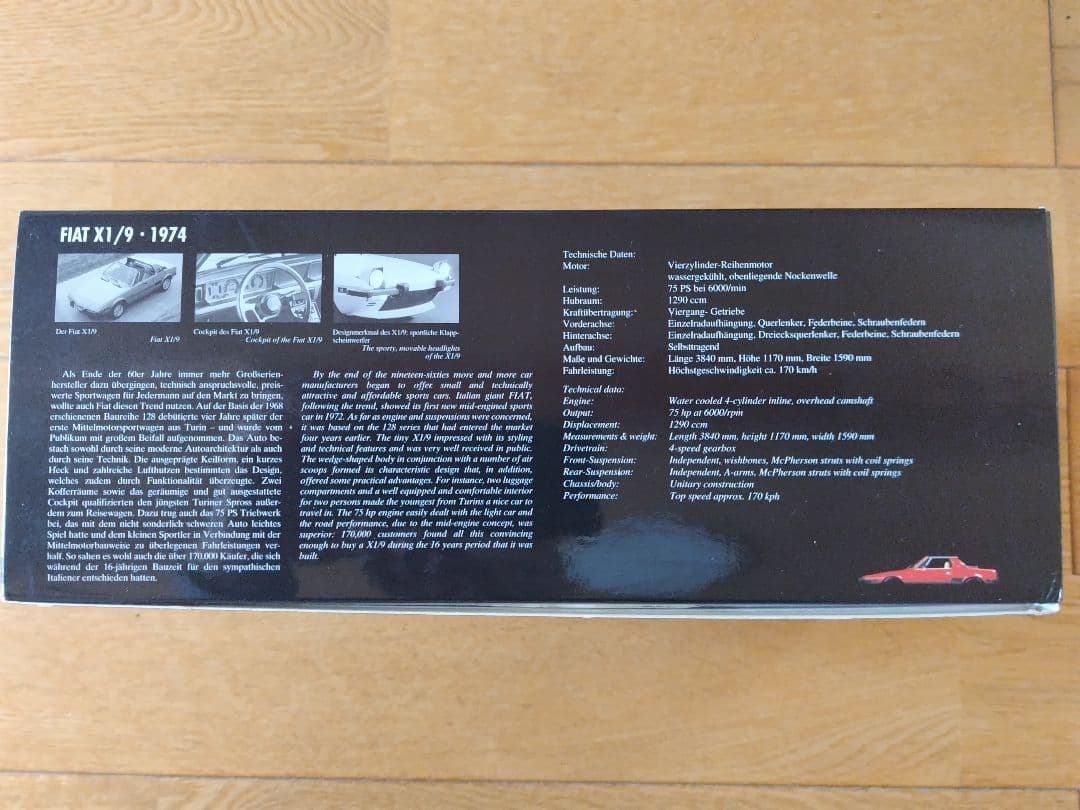 FIAT X1/9 · 1974
Der Fiat X1/9
Fiat X1/9
Cockpit des Fiat X1/9
Cockpit of the Fiat X1/9
Designmerkmal des X1/9: sportliche Klapp-
scheinwerfer
The sporty, movable headlights
of the X1/9
Als Ende der 60er Jahre immer mehr Großserien-
hersteller dazu übergingen, technisch anspruchsvolle, preis-
werte Sportwagen für Jedermann auf den Markt zu bringen,
wollte auch Fiat diesen Trend nutzen. Auf der Basis der 1968
erschienenen Baureihe 128 debütierte vier Jahre später der
erste Mittelmotorsportwagen aus Turin – und wurde vom
Publikum mit großem Beifall aufgenommen. Das Auto be-
stach sowohl durch seine moderne Autoarchitektur als auch
durch seine Technik. Die ausgeprägte Keilform, ein kurzes
Heck und zahlreiche Lufthutzen bestimmten das Design,
welches zudem durch Funktionalität überzeugte. Zwei
Kofferräume sowie das geräumige und gut ausgestattete
Cockpit qualifizierten den jüngsten Turiner Spross außer-
dem zum Reisewagen. Dazu trug auch das 75 PS Triebwerk
bei, das mit dem nicht sonderlich schweren Auto leichtes
Spiel hatte und dem kleinen Sportler in Verbindung mit der
Mittelmotorbauweise zu überlegenen Fahrleistungen ver-
half. So sahen es wohl auch die über 170.000 Käufer, die sich
während der 16-jährigen Bauzeit für den sympathischen
Italiener entschieden hatten.
By the end of the nineteen-sixties more and more car
manufacturers began to offer small and technically
attractive and affordable sports cars. Italian giant FIAT,
following the trend, showed its first new mid-engined sports
car in 1972. As far as engine and suspensions were concerned,
it was based on the 128 series that had entered the market
four years earlier. The tiny X1/9 impressed with its styling
and technical features and was very well received in public.
The wedge-shaped body in conjunction with a number of air
scoops formed its characteristic design that, in addition,
offered some practical advantages. For instance, two luggage
compartments and a well equipped and comfortable interior
for two persons made the youngest from Turins a nice car to
travel in. The 75 hp engine easily dealt with the light car and
the road performance, due to the mid-engine concept, was
superior: 170,000 customers found all this convincing
enough to buy a X1/9 during the 16 years period that it was
built.
Technische Daten:
Motor: Vierzylinder-Reihenmotor
wassergekühlt, obenliegende Nockenwelle
Leistung: 75 PS bei 6000/min
Hubraum: 1290 ccm
Kraftübertragung: Viergang- Getriebe
Vorderachse: Einzelradaufhängung, Querlenker, Federbeine, Schraubenfedern
Hinterachse: Einzelradaufhängung, Dreiecksquerlenker, Federbeine, Schraubenfedern
Aufbau: Selbsttragend
Maße und Gewichte: Länge 3840 mm, Höhe 1170 mm, Breite 1590 mm
Fahrleistung: Höchstgeschwindigkeit ca. 170 km/h
Technical data:
Engine: Water cooled 4-cylinder inline, overhead camshaft
Output: 75 hp at 6000/rpm
Displacement: 1290 ccm
Measurements & weight: Length 3840 mm, height 1170 mm, width 1590 mm
Drivetrain: 4-speed gearbox
Front-Suspension: Independent, wishbones, McPherson struts with coil springs
Rear-Suspension: Independent, A-arms, McPherson struts with coil springs
Chassis/body: Unitary construction
Performance: Top speed approx. 170 kph